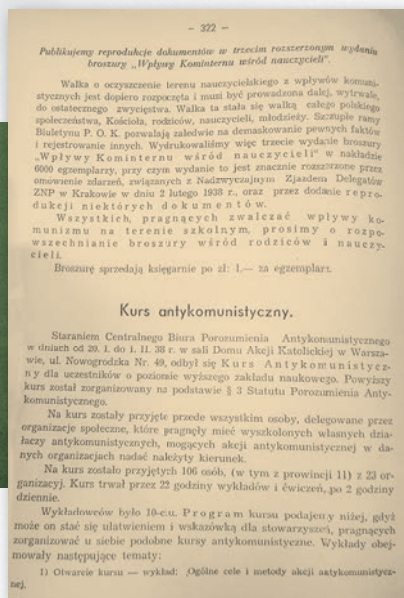 — 322 —
Publikujemy reprodukcje dokumentów w trzecim rozszerzonym wydaniu
broszury „Wpływy Kominternu wśród nauczycieli".
Walka o oczyszczenie terenu nauczycielskiego z wpływów komuni-
stycznych jest dopiero rozpoczęta i musi być prowadzona dalej, wytrwale,
do ostatecznego zwycięstwa. Walka ta stała się walką całego polskiego
społeczeństwa, Kościoła, rodziców, nauczycieli, młodzieży. Szczupłe ramy
Biuletynu P. O. K. pozwalają zaledwie na demaskowanie pewnych faktów
i rejestrowanie innych. Wydrukowaliśmy więc trzecie wydanie broszury
„Wpływy Kominternu wśród nauczycieli" w nakładzie
6000 egzemplarzy, przy czym wydanie to jest znacznie rozszerzone przez
omówienie zdarzeń, związanych z Nadzwyczajnym Zjazdem Delegatów
ZNP w Krakowie w dniu 2 lutego 1938 r., oraz przez dodanie repro-
dukcji niektórych dokumentów.
Wszystkich, pragnących zwalczać wpływy ko-
munizmu na terenie szkolnym, prosimy o rozpo-
wszechnianie broszury wśród rodziców i nauczy-
cieli.
Broszurę sprzedają księgarnie po zł: 1,— za egzemplarz.
Kurs antykomunistyczny.
Staraniem Centralnego Biura Porozumienia Antykomunistycznego
w dniach od 20. I. do 1. II. 38 r. w sali Domu Akcji Katolickiej w Warsza-
wie, ul. Nowogrodzka Nr. 49, odbył się Kurs Antykomunistycz-
ny dla uczestników o poziomie wyższego zakładu naukowego. Powyższy
kurs został zorganizowany na podstawie § 3 Statutu Porozumienia Anty-
komunistycznego.
Na kurs zostały przyjęte przede wszystkim osoby, delegowane przez
organizacje społeczne, które pragnęły mieć wyszkolonych własnych dzia-
łaczy antykomunistycznych, mogących akcji antykomunistycznej w da-
nych organizacjach nadać należyty kierunek.
Na kurs zostało przyjętych 106 osób, (w tym z prowincji 11) z 23 or-
ganizacyj. Kurs trwał przez 22 godziny wykładów i ćwiczeń, po 2 godziny
dziennie.
Wykładowców było 10-cu. Program kursu podajemy niżej, gdyż
może on stać się ułatwieniem i wskazówką dla stowarzyszeń, pragnących
zorganizować u siebie podobne kursy antykomunistyczne. Wykłady obej-
mowały następujące tematy:
1) Otwarcie kursu — wykład: „Ogólne cele i metody akcji antykomunistycz-
nej.